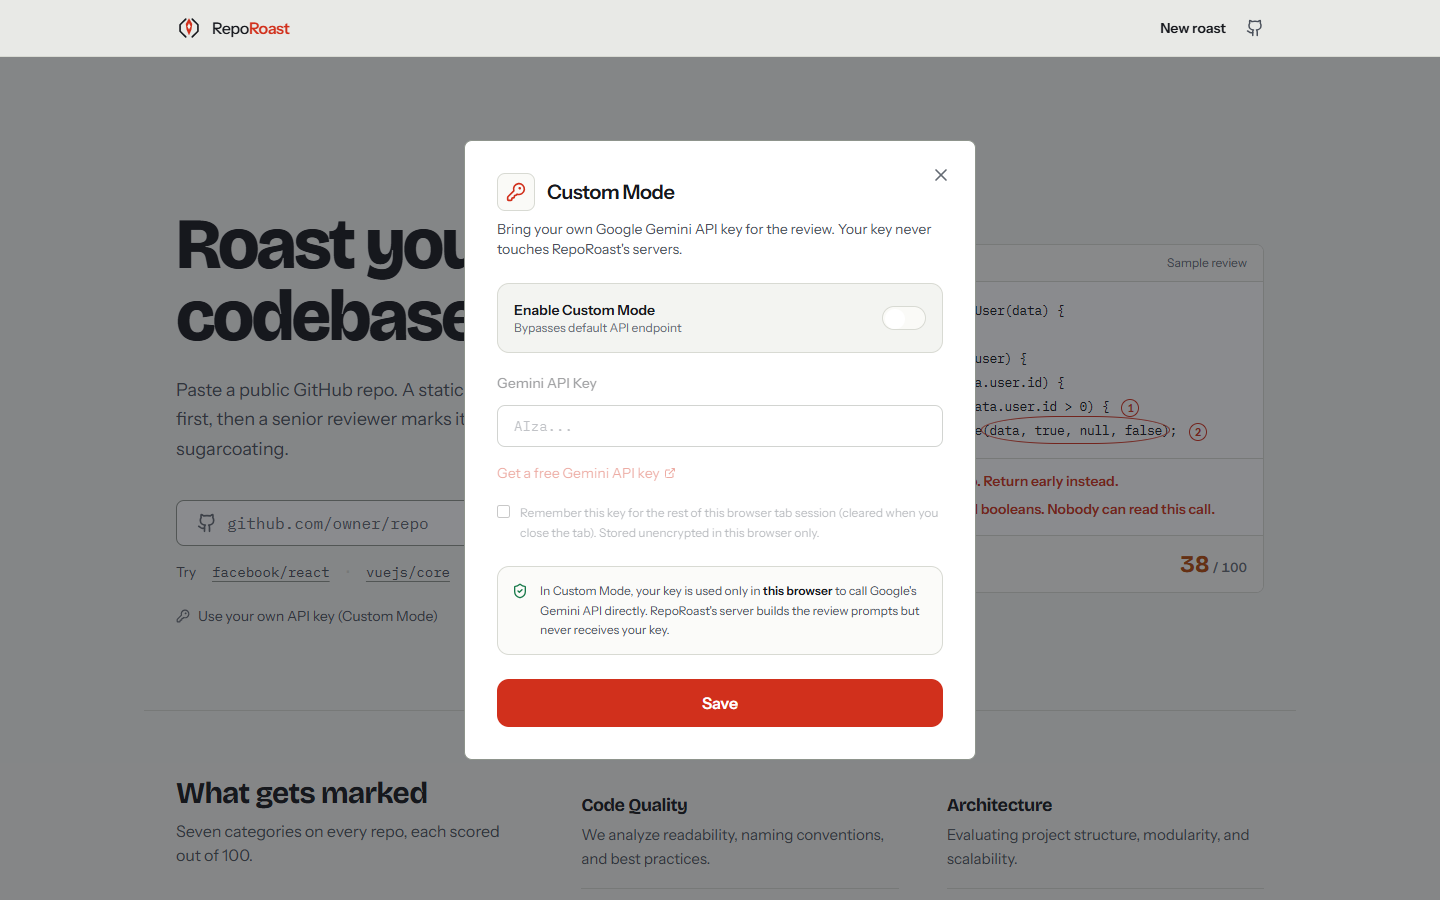 RepoRoast
New roast
Roast you
codebase
Paste a public GitHub repo. A static
first, then a senior reviewer marks it
sugarcoating.
github.com/owner/repo
Try facebook/react · vuejs/core
Use your own API key (Custom Mode)
Custom Mode
Bring your own Google Gemini API key for the review. Your key never
touches RepoRoast's servers.
Enable Custom Mode
Bypasses default API endpoint
Gemini API Key
AIza...
Get a free Gemini API key
Remember this key for the rest of this browser tab session (cleared when you
close the tab). Stored unencrypted in this browser only.
In Custom Mode, your key is used only in this browser to call Google's
Gemini API directly. RepoRoast's server builds the review prompts but
never receives your key.
Save
Sample review
User(data) {
user) {
a.user.id) {
ata.user.id > 0) { 1
e(data, true, null, false); 2
. Return early instead.
booleans. Nobody can read this call.
38 / 100
What gets marked
Seven categories on every repo, each scored
out of 100.
Code Quality
We analyze readability, naming conventions,
and best practices.
Architecture
Evaluating project structure, modularity, and
scalability.